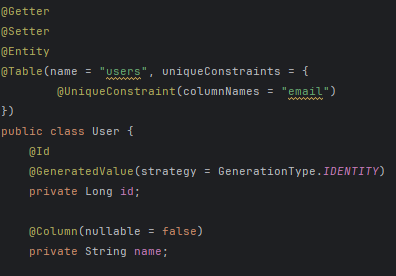 @Getter
@Setter
@Entity
@Table(name = "users", uniqueConstraints = {
        @UniqueConstraint(columnNames = "email")
})
public class User {
    @Id
    @GeneratedValue(strategy = GenerationType.IDENTITY)
    private Long id;

    @Column(nullable = false)
    private String name;